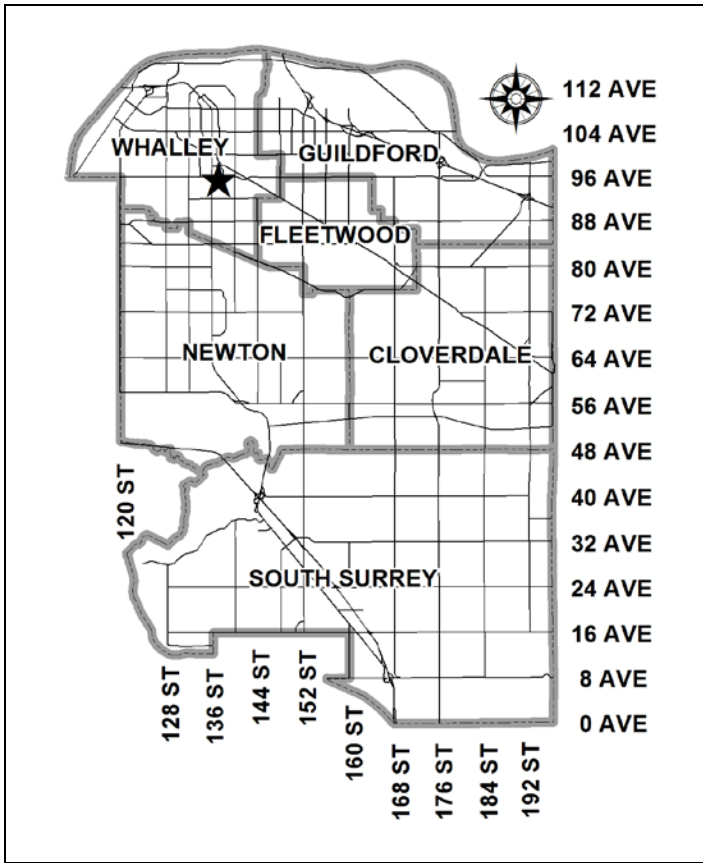 112 AVE
104 AVE
WHALLEY
GUILDFORD
96 AVE
88 AVE
FLEETWOOD
80 AVE
72 AVE
NEWTON
CLOVERDALE
64 AVE
56 AVE
48 AVE
120 ST
40 AVE
32 AVE
SOUTH SURREY
24 AVE
16 AVE
8 AVE
0 AVE
128 ST
136 ST
144 ST
152 ST
160 ST
168 ST
176 ST
184 ST
192 ST